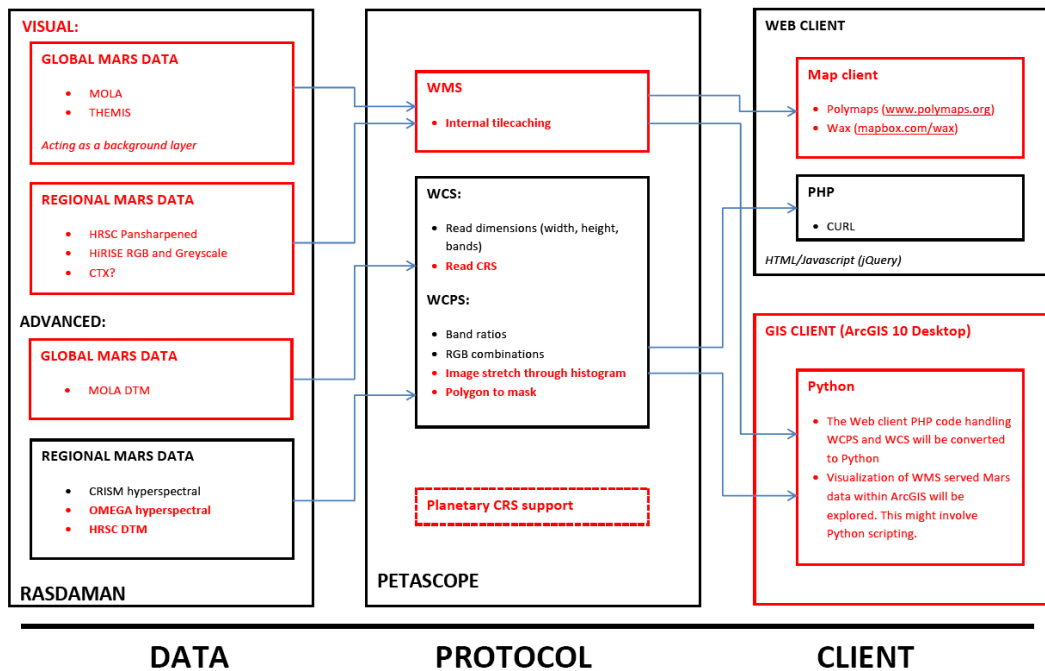 VISUAL:
GLOBAL MARS DATA
• MOLA
• THEMIS
Acting as a background layer
REGIONAL MARS DATA
• HRSC Pansharpened
• HiRISE RGB and Greyscale
• CTX?
ADVANCED:
GLOBAL MARS DATA
• MOLA DTM
REGIONAL MARS DATA
• CRISM hyperspectral
• OMEGA hyperspectral
• HRSC DTM
RASDAMAN
WMS
• Internal tilecaching
WCS:
• Read dimensions (width, height,
bands)
• Read CRS
WCPS:
• Band ratios
• RGB combinations
• Image stretch through histogram
• Polygon to mask
Planetary CRS support
PETASCOPE
WEB CLIENT
Map client
• Polymaps (www.polymaps.org)
• Wax (mapbox.com/wax)
PHP
• CURL
HTML/Javascript (jQuery)
GIS CLIENT (ArcGIS 10 Desktop)
Python
• The Web client PHP code handling
WCPS and WCS will be converted
to Python
• Visualization of WMS served Mars
data within ArcGIS will be
explored. This might involve
Python scripting.
DATA
PROTOCOL
CLIENT